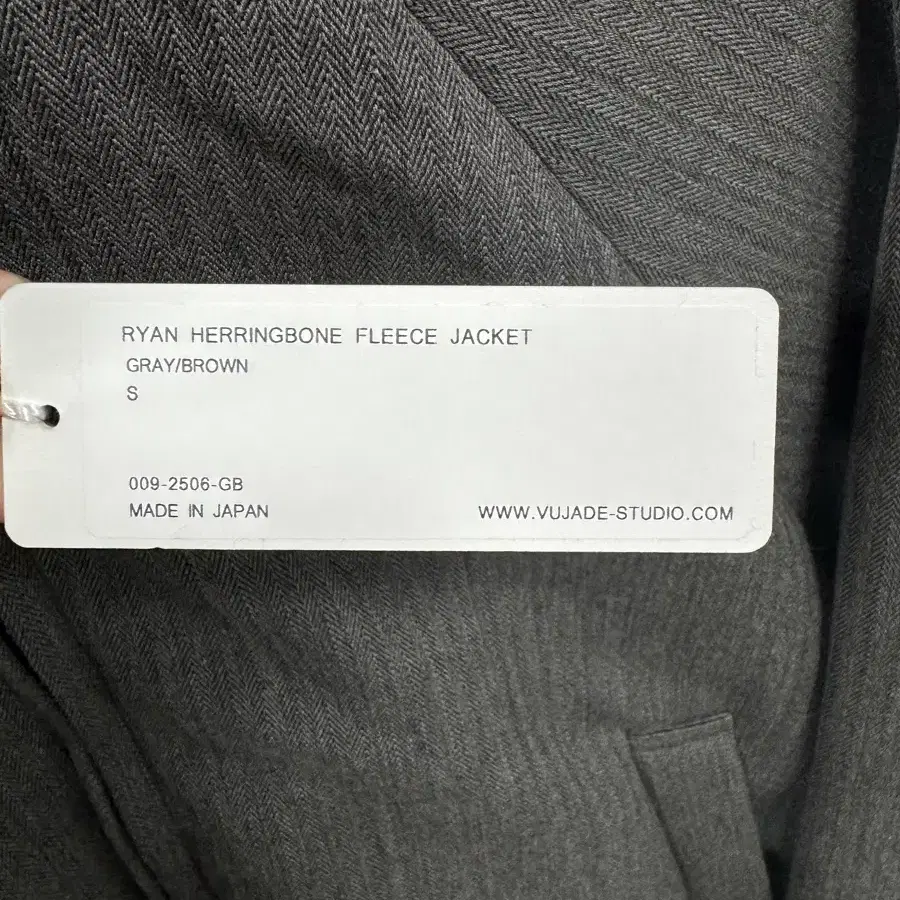 RYAN HERRINGBONE FLEECE JACKET
GRAY/BROWN
S
009-2506-GB
MADE IN JAPAN
WWW.VUJADE-STUDIO.COM